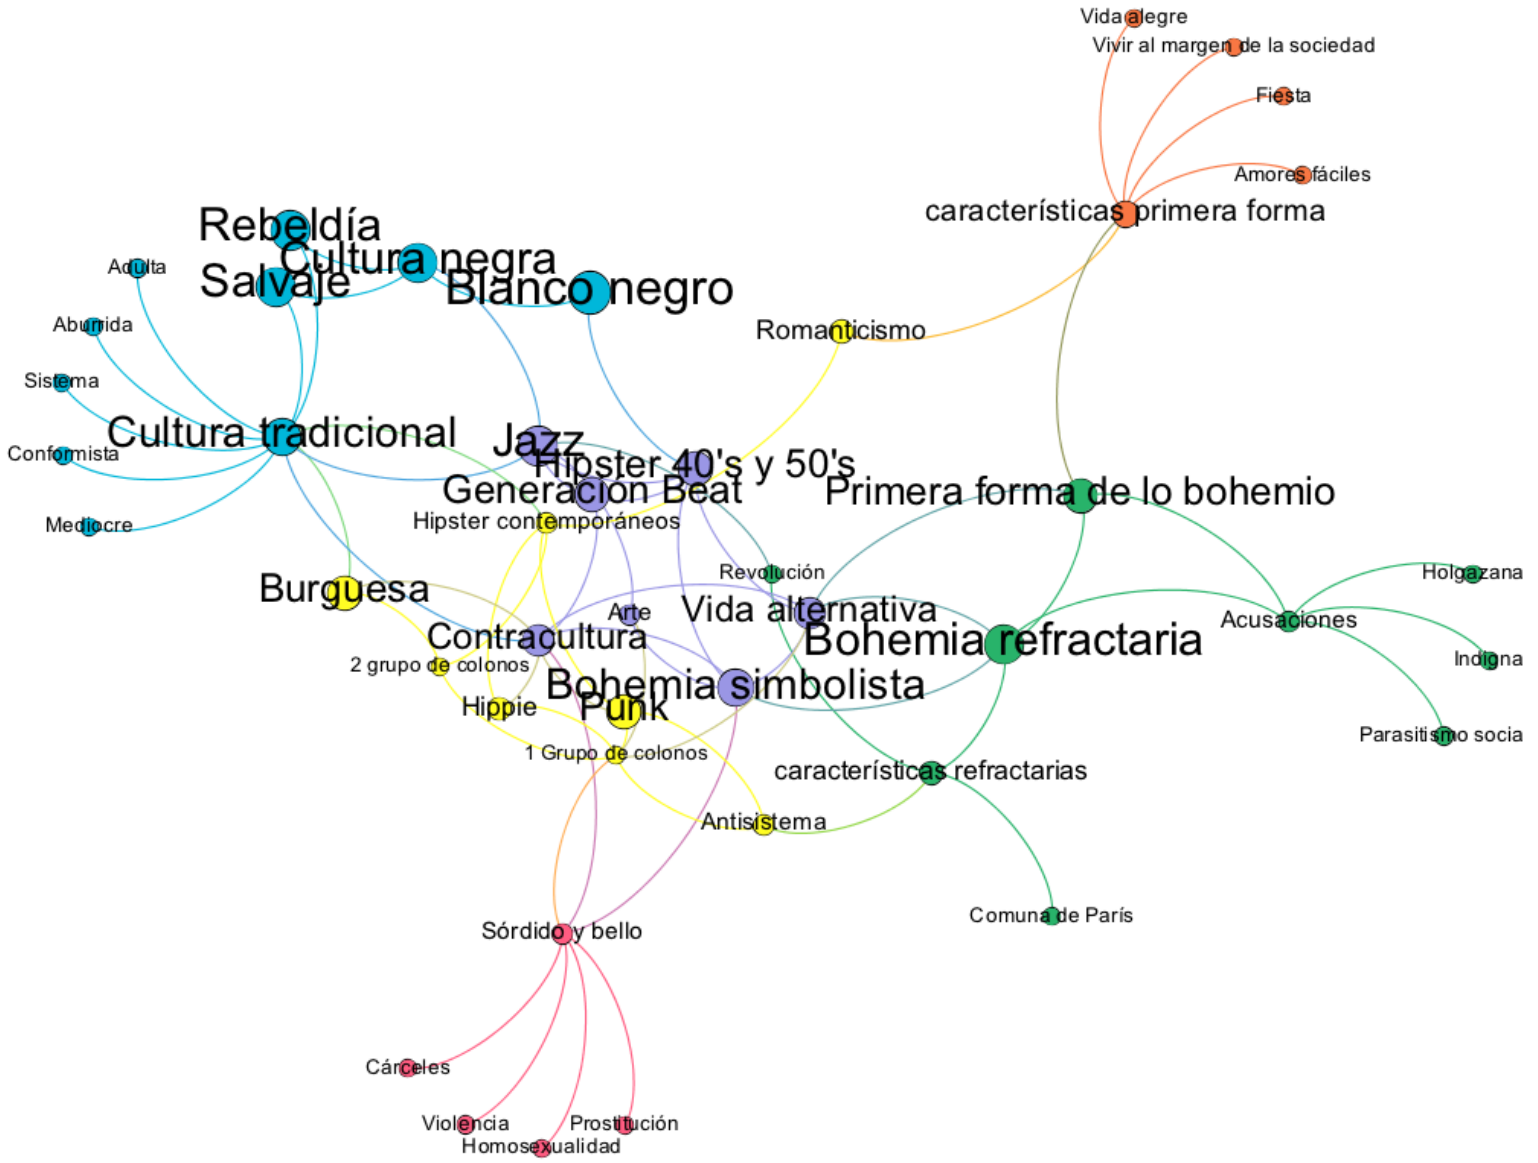 Vida alegre
Vivir al margen de la sociedad
Fiesta
Amores fáciles
características primera forma
Rebeldía
Cultura negra
Adulta
Salvaje
Blanco negro
Aburrida
Romanticismo
Sistema
Cultura tradicional
Jazz
Conformista
Hipster 40's y 50's
Generación Beat
Primera forma de lo bohemio
Hipster contemporáneos
Mediocre
Revolución
Holgazana
Burguesa
Arte
Vida alternativa
Acusaciones
Contracultura
Bohemia refractaria
2 grupo de colonos
Indigna
Bohemia simbolista
Hippie
Punk
Parasitismo socia
1 Grupo de colonos
características refractarias
Antisistema
Comuna de París
Sórdido y bello
Cárceles
Violencia
Prostitución
Homosexualidad